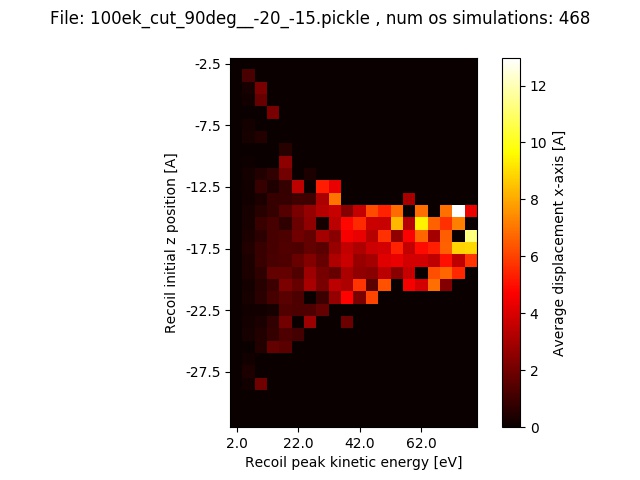 File: 100ek_cut_90deg__-20_-15.pickle , num os simulations: 468
-2.5
-7.5
-12.5
-17.5
-22.5
-27.5
Recoil initial z position [A]
2.0 22.0 42.0 62.0
Recoil peak kinetic energy [eV]
12
10
8
6
4
2
0
Average displacement x-axis [A]